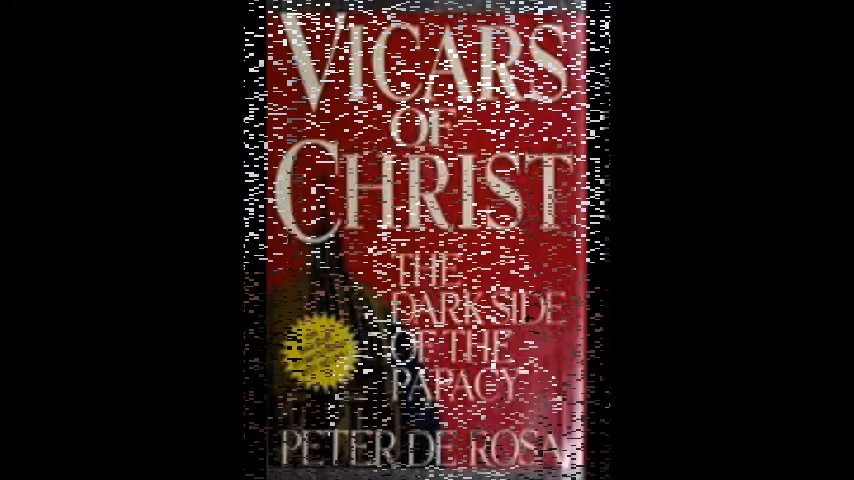 VICARS
OF
CHRIST
THE
DARK SIDE
OF THE
PAPACY
PETER DE ROSA